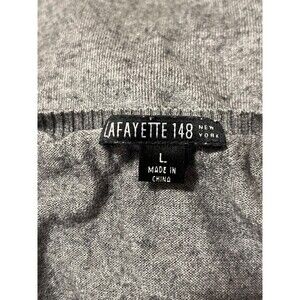 LAFAYETTE 148 NEW YORK
L
MADE IN
CHINA